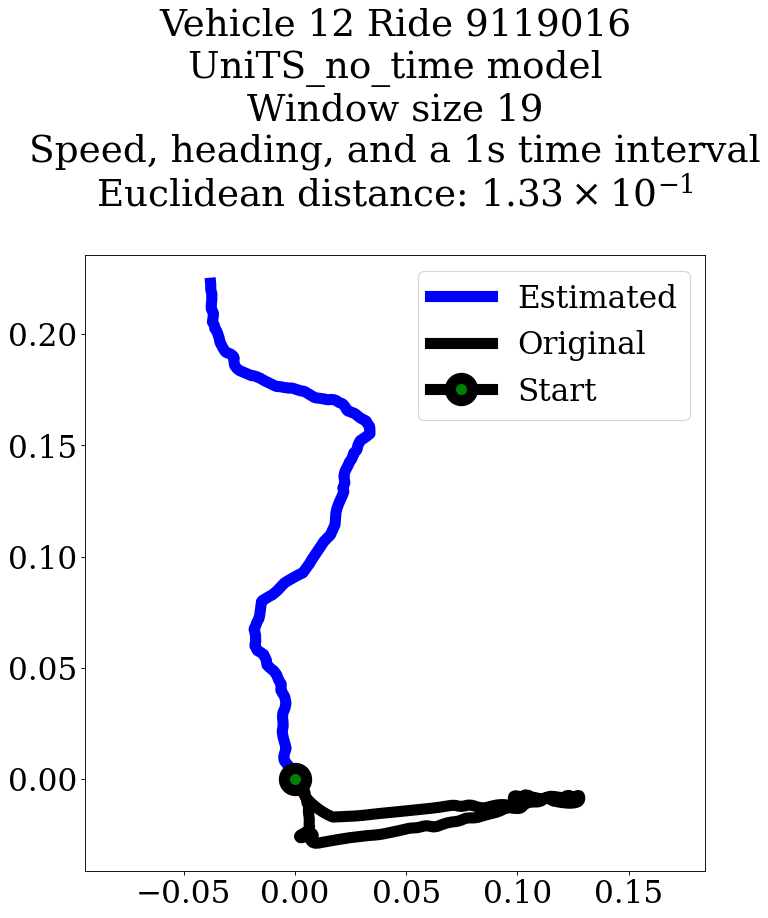 Vehicle 12 Ride 9119016
UniTS_no_time model
Window size 19
Speed, heading, and a 1s time interval
Euclidean distance: 1.33 × 10⁻¹
Estimated
Original
Start
0.20
0.15
0.10
0.05
0.00
−0.05 0.00 0.05 0.10 0.15